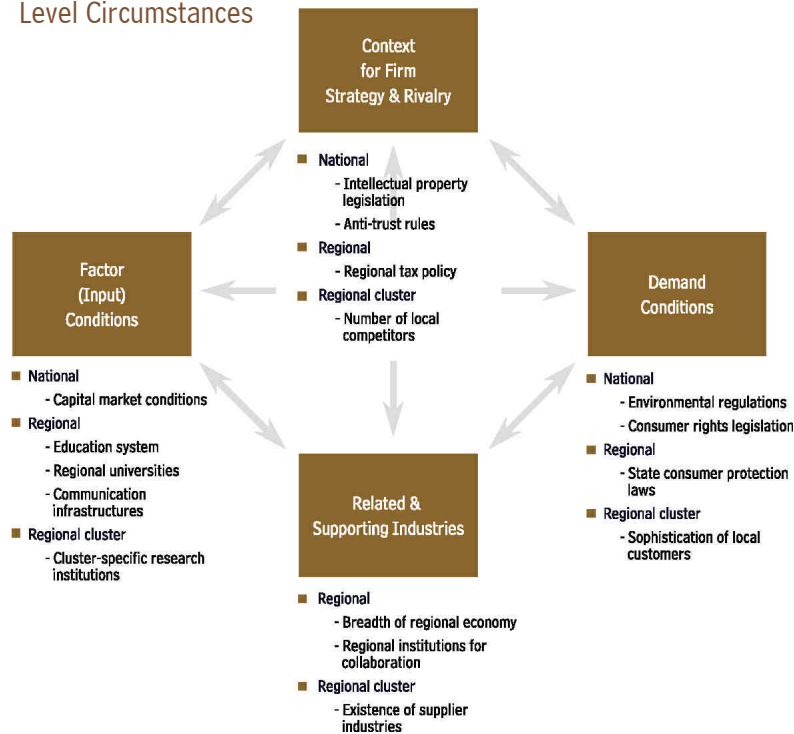 Level Circumstances
Context
for Firm
Strategy & Rivalry
■ National
- Intellectual property
legislation
- Anti-trust rules
■ Regional
- Regional tax policy
■ Regional cluster
- Number of local
competitors
Factor
(Input)
Conditions
■ National
- Capital market conditions
■ Regional
- Education system
- Regional universities
- Communication
infrastructures
■ Regional cluster
- Cluster-specific research
institutions
Demand
Conditions
■ National
- Environmental regulations
- Consumer rights legislation
■ Regional
- State consumer protection
laws
■ Regional cluster
- Sophistication of local
customers
Related &
Supporting Industries
■ Regional
- Breadth of regional economy
- Regional institutions for
collaboration
■ Regional cluster
- Existence of supplier
industries